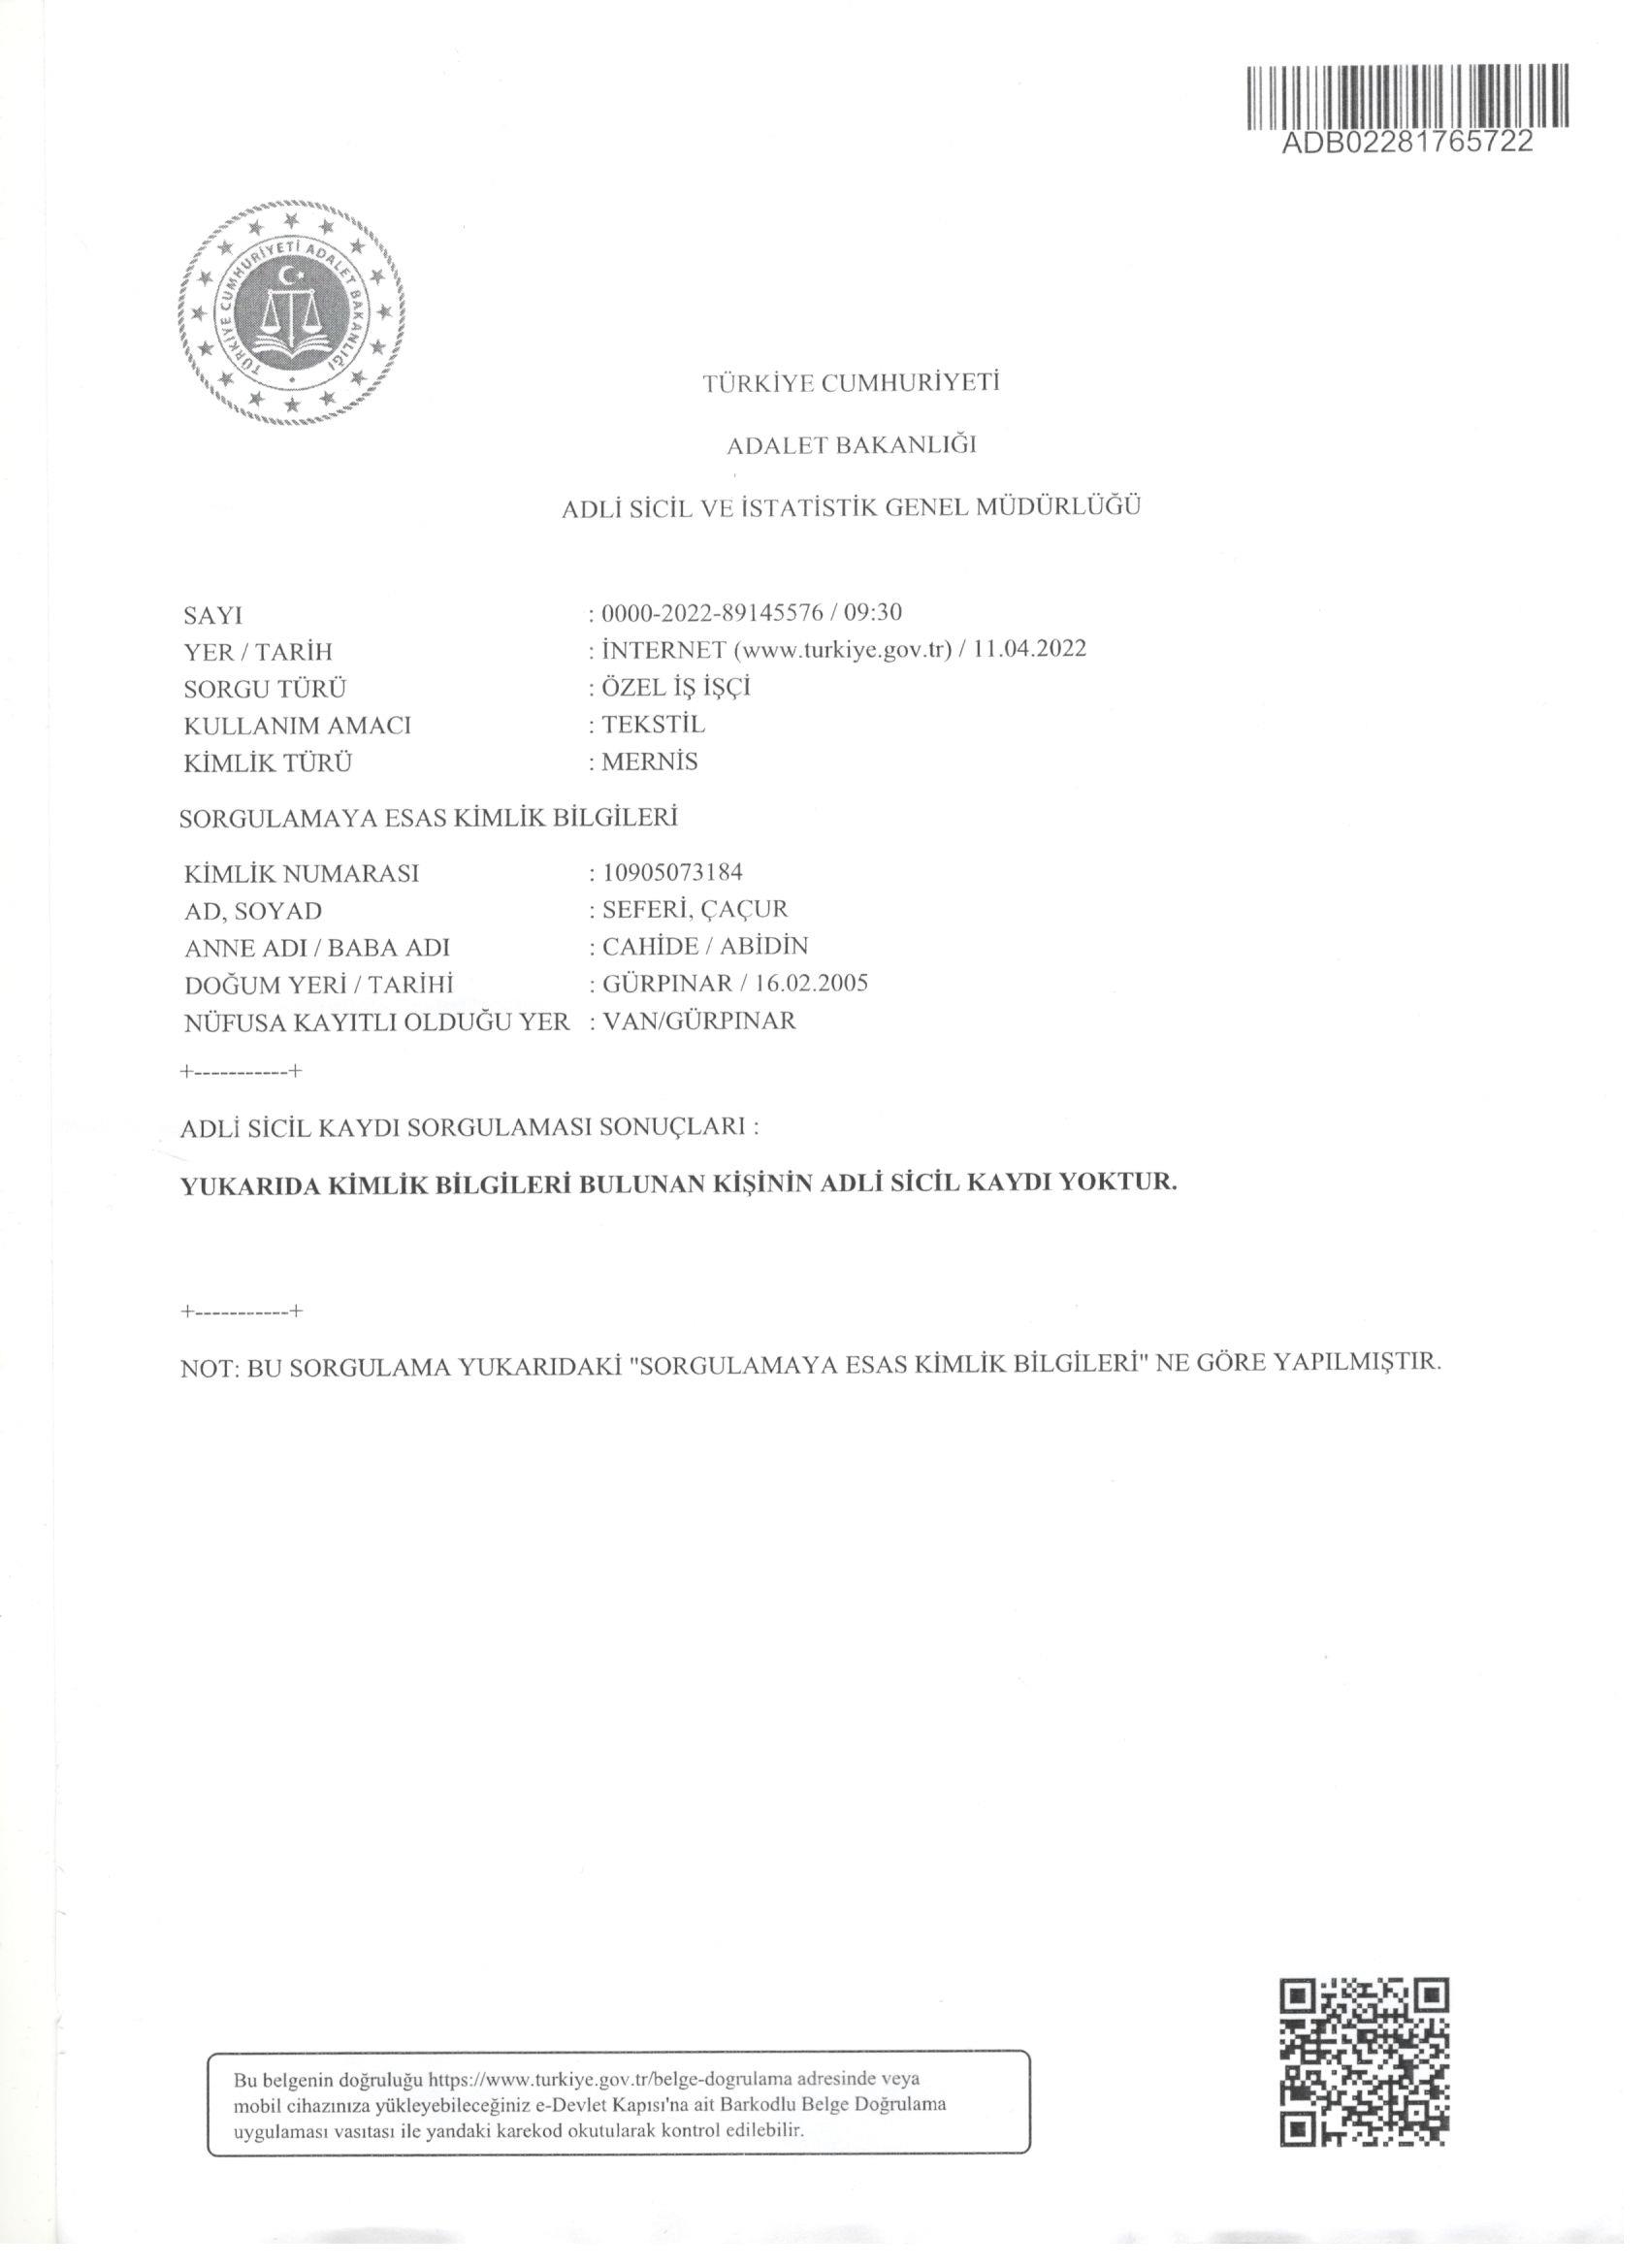 ADB02281765722
TÜRKİYE CUMHURİYETİ ADALET BAKANLIĞI
TÜRKİYE CUMHURİYETİ
ADALET BAKANLIĞI
ADLİ SİCİL VE İSTATİSTİK GENEL MÜDÜRLÜĞÜ
SAYI : 0000-2022-89145576 / 09:30
YER / TARİH : İNTERNET (www.turkiye.gov.tr) / 11.04.2022
SORGU TÜRÜ : ÖZEL İŞ İŞÇİ
KULLANIM AMACI : TEKSTİL
KİMLİK TÜRÜ : MERNİS
SORGULAMAYA ESAS KİMLİK BİLGİLERİ
KİMLİK NUMARASI : 10905073184
AD, SOYAD : SEFERİ, ÇAÇUR
ANNE ADI / BABA ADI : CAHİDE / ABİDİN
DOĞUM YERİ / TARİHİ : GÜRPINAR / 16.02.2005
NÜFUSA KAYITLI OLDUĞU YER : VAN/GÜRPINAR
+-----------+
ADLİ SİCİL KAYDI SORGULAMASI SONUÇLARI :
YUKARIDA KİMLİK BİLGİLERİ BULUNAN KİŞİNİN ADLİ SİCİL KAYDI YOKTUR.
+-----------+
NOT: BU SORGULAMA YUKARIDAKİ "SORGULAMAYA ESAS KİMLİK BİLGİLERİ" NE GÖRE YAPILMIŞTIR.
Bu belgenin doğruluğu https://www.turkiye.gov.tr/belge-dogrulama adresinde veya
mobil cihazınıza yükleyebileceğiniz e-Devlet Kapısı'na ait Barkodlu Belge Doğrulama
uygulaması vasıtası ile yandaki karekod okutularak kontrol edilebilir.